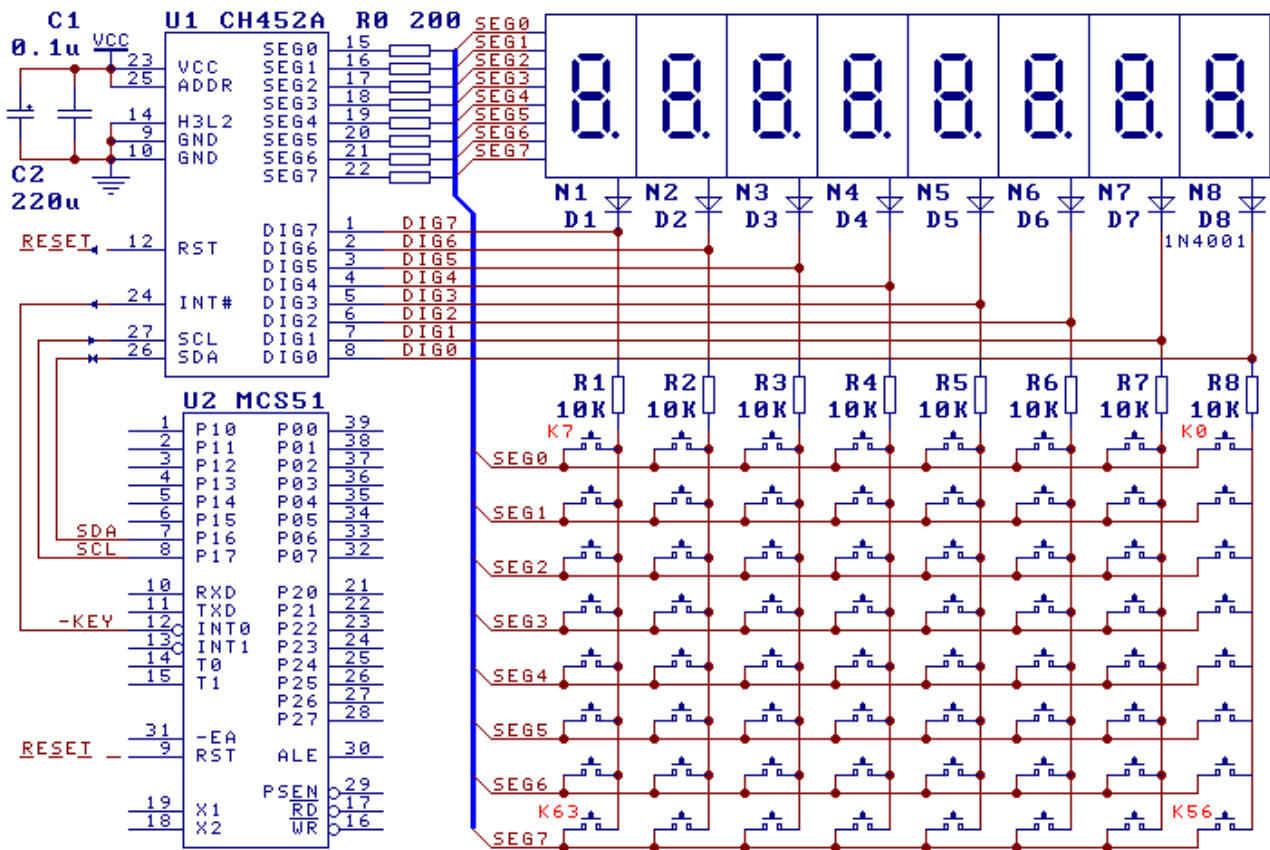 C1
0.1u
VCC
C2
220u
U1 CH452A
R0 200
23 VCC
25 ADDR
14 H3L2
9 GND
10 GND
RESET 12 RST
24 INT#
27 SCL
26 SDA
SEG0 15
SEG1 16
SEG2 17
SEG3 18
SEG4 19
SEG5 20
SEG6 21
SEG7 22
DIG7 1 DIG7
DIG6 2 DIG6
DIG5 3 DIG5
DIG4 4 DIG4
DIG3 5 DIG3
DIG2 6 DIG2
DIG1 7 DIG1
DIG0 8 DIG0
SEG0
SEG1
SEG2
SEG3
SEG4
SEG5
SEG6
SEG7
N1 N2 N3 N4 N5 N6 N7 N8
D1 D2 D3 D4 D5 D6 D7 D8
1N4001
R1 R2 R3 R4 R5 R6 R7 R8
10K 10K 10K 10K 10K 10K 10K 10K
K7 K0
SEG0
SEG1
SEG2
SEG3
SEG4
SEG5
SEG6
K63 K56
SEG7
U2 MCS51
1 P10 P00 39
2 P11 P01 38
3 P12 P02 37
4 P13 P03 36
5 P14 P04 35
6 P15 P05 34
SDA 7 P16 P06 33
SCL 8 P17 P07 32
10 RXD P20 21
11 TXD P21 22
-KEY 12 INT0 P22 23
13 INT1 P23 24
14 T0 P24 25
15 T1 P25 26
P26 27
P27 28
31 -EA
RESET 9 RST ALE 30
PSEN 29
19 X1 RD 17
18 X2 WR 16